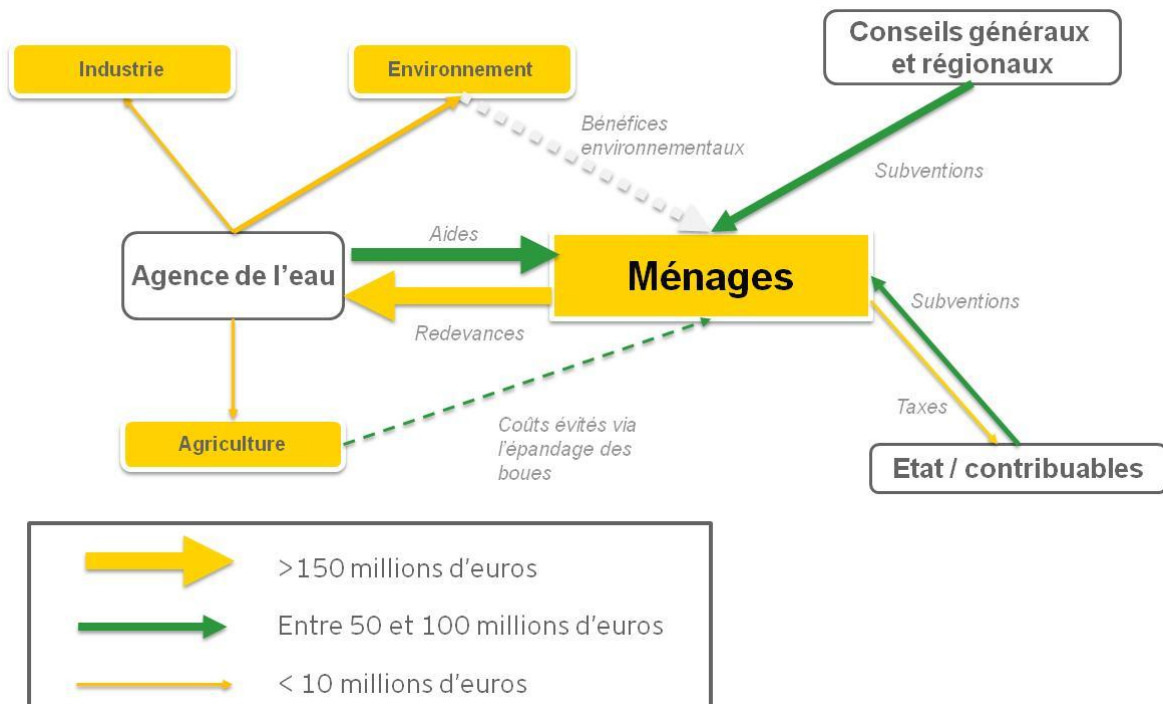 Industrie
Environnement
Conseils généraux
et régionaux
Bénéfices
environnementaux
Subventions
Aides
Agence de l'eau
Ménages
Subventions
Redevances
Taxes
Agriculture
Coûts évités via
l'épandage des
boues
Etat / contribuables
>150 millions d'euros
Entre 50 et 100 millions d'euros
< 10 millions d'euros